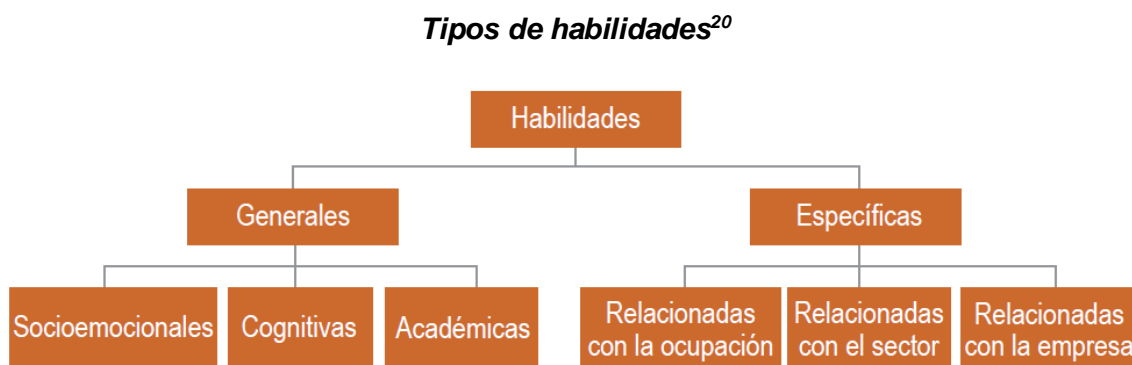 Tipos de habilidades20
Habilidades
Generales
Específicas
Socioemocionales
Cognitivas
Académicas
Relacionadas
con la ocupación
Relacionadas
con el sector
Relacionadas
con la empresa